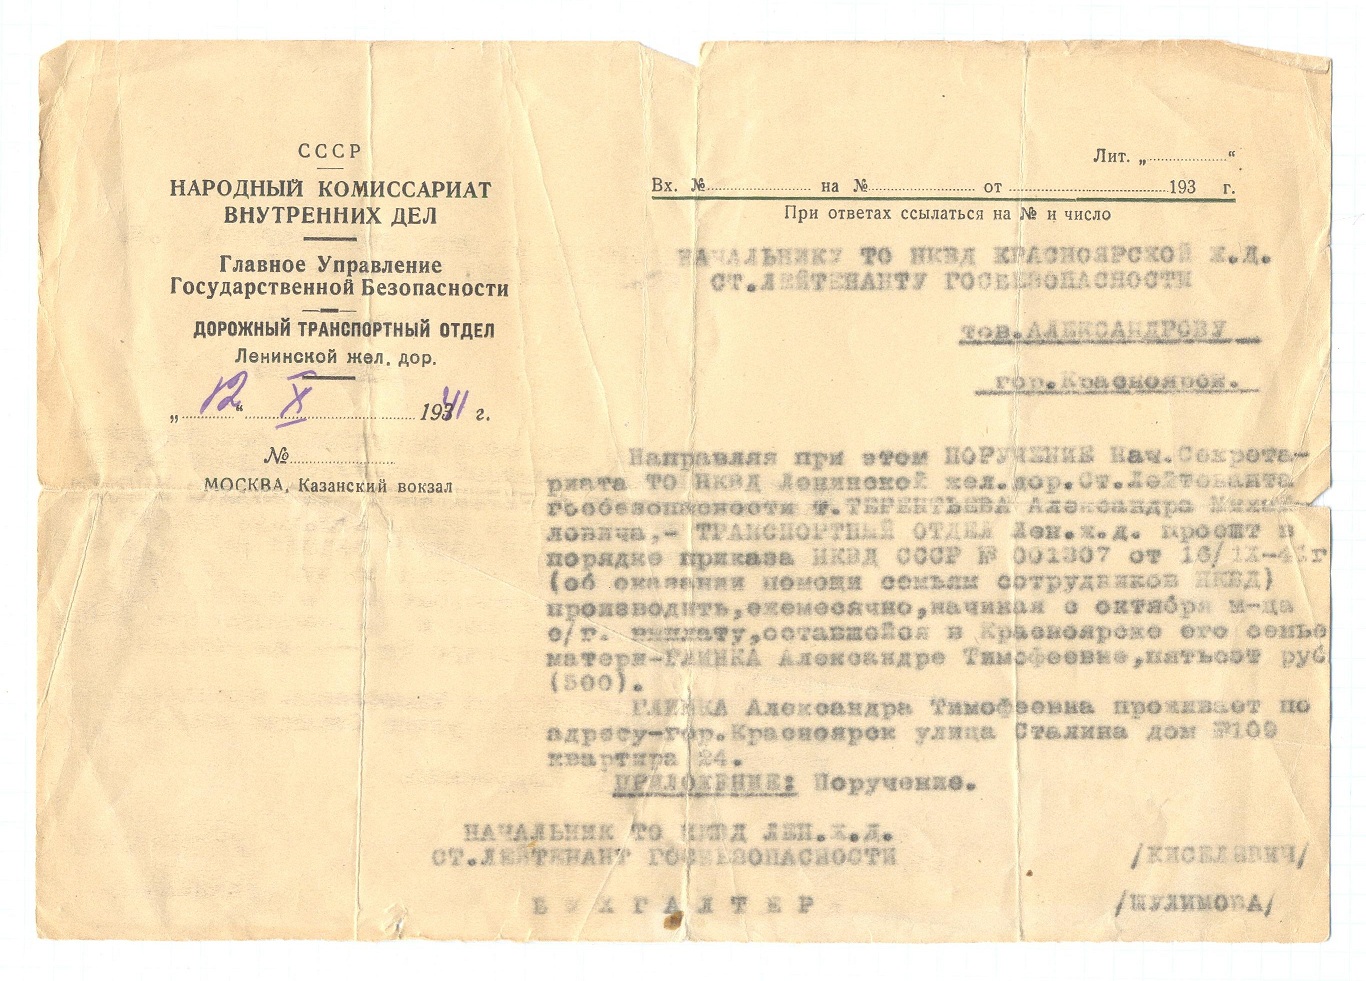 СССР
НАРОДНЫЙ КОМИССАРИАТ
ВНУТРЕННИХ ДЕЛ
Главное Управление
Государственной Безопасности
ДОРОЖНЫЙ ТРАНСПОРТНЫЙ ОТДЕЛ
Ленинской жел. дор.
„12“ X 1941 г.
№
МОСКВА, Казанский вокзал
Лит. „ “
Вх. № на № от 193 г.
При ответах ссылаться на № и число
НАЧАЛЬНИКУ ТО НКВД КРАСНОЯРСКОЙ Ж.Д.
СТ.ЛЕЙТЕНАНТУ ГОСБЕЗОПАСНОСТИ
тов.АЛЕКСАНДРОВУ
гор.Красноярск.
Направляя при этом ПОРУЧЕНИЕ Нач.Секрета-
риата ТО НКВД Ленинской жел.дор.Ст.Лейтенанта
гособезопасности т.ТЕРЕНТЬЕВА Александра Михай-
ловича,- ТРАНСПОРТНЫЙ ОТДЕЛ Лен.ж.д. просит в
порядке приказа НКВД СССР № 001307 от 16/IX-41г
(об оказании помощи семьям сотрудников НКВД)
производить,ежемесячно,начиная с октября м-ца
с/г. выплату,оставшейся в Красноярске его семье
матери-ГЛИНКА Александре Тимофеевне,пятьсот руб
(500).
ГЛИНКА Александра Тимофеевна проживает по
адресу-гор.Красноярск улица Сталина дом №109
квартира 24.
ПРИЛОЖЕНИЕ: Поручение.
НАЧАЛЬНИК ТО НКВД ЛЕН.Ж.Д.
СТ.ЛЕЙТЕНАНТ ГОСБЕЗОПАСНОСТИ /КИСЕЛЕВИЧ/
БУХГАЛТЕР /ШУЛИМОВА/